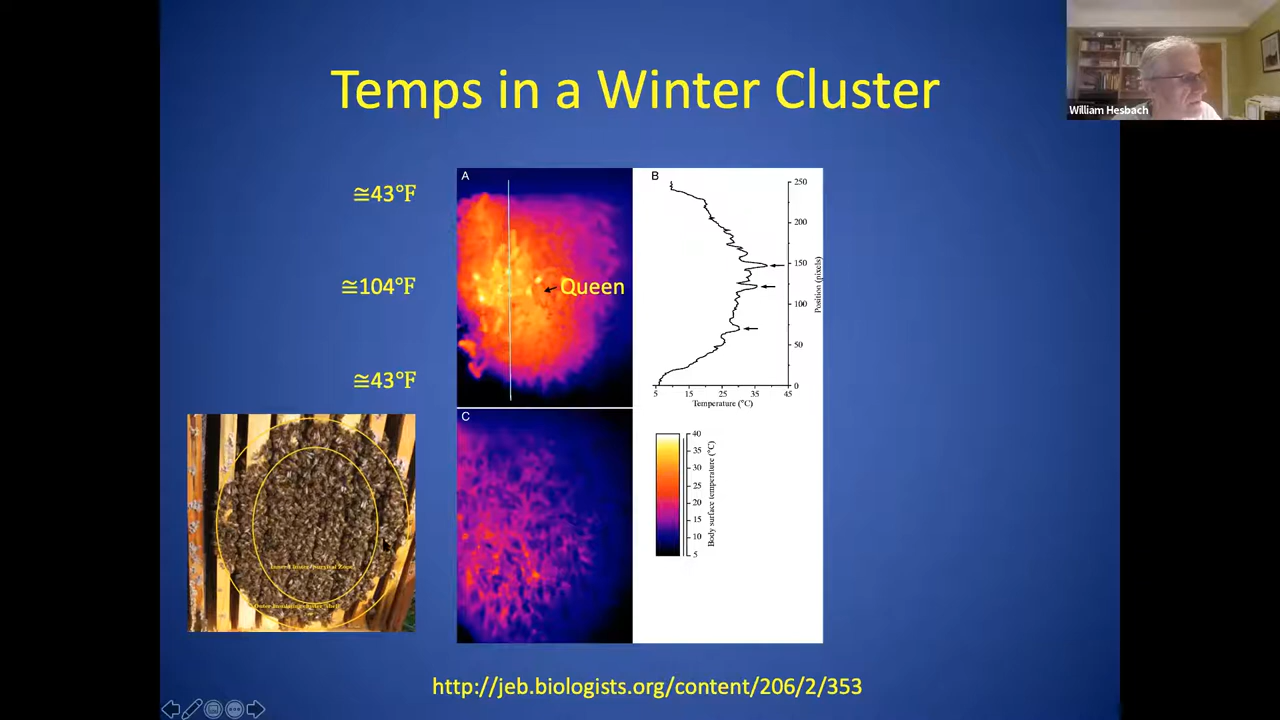 Temps in a Winter Cluster
William Hesbach
≅43°F
≅104°F
≅43°F
A
Queen
B
250
200
150
100
50
0
Position (pixels)
5 15 25 35 45
Temperature (°C)
C
40
35
30
25
20
15
10
5
Body surface temperature (°C)
http://jeb.biologists.org/content/206/2/353